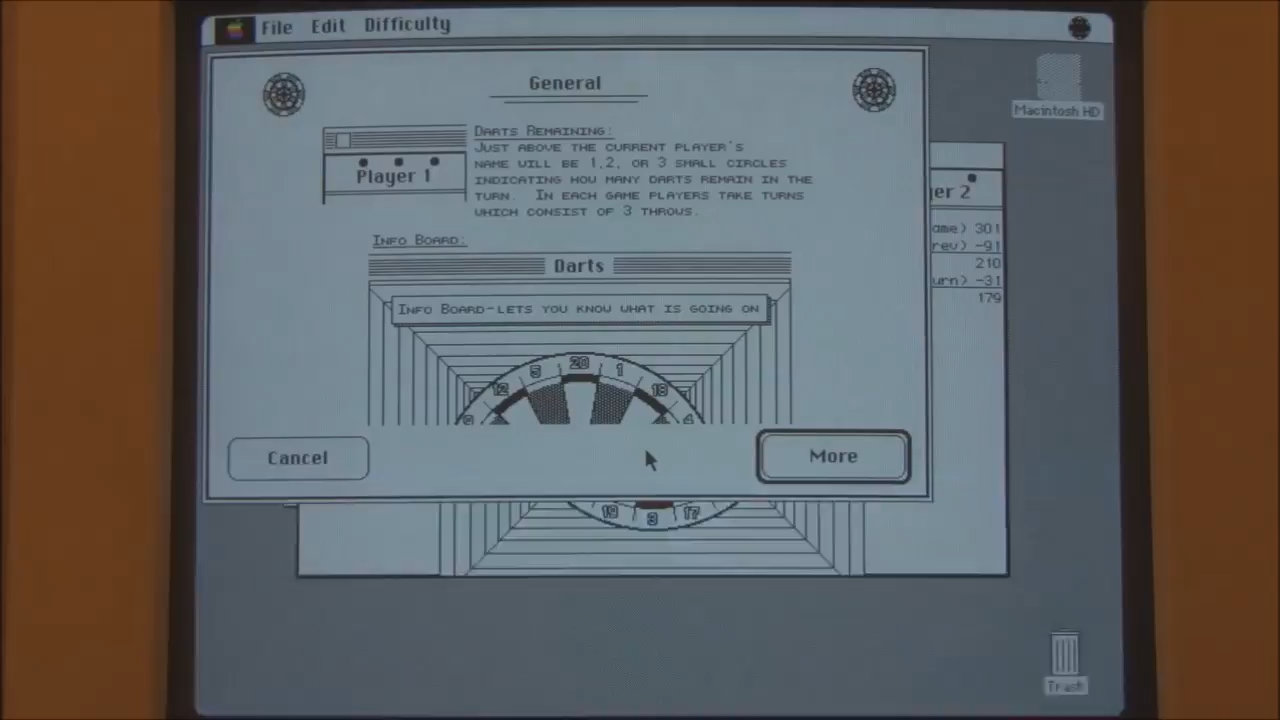 File Edit Difficulty
General
DARTS REMAINING:
JUST ABOVE THE CURRENT PLAYER'S
NAME WILL BE 1,2, OR 3 SMALL CIRCLES
INDICATING HOW MANY DARTS REMAIN IN THE
TURN. IN EACH GAME PLAYERS TAKE TURNS
WHICH CONSIST OF 3 THROWS.
Player 1
INFO BOARD:
Darts
INFO BOARD-LETS YOU KNOW WHAT IS GOING ON
12 5 20 1 18
Cancel
More
19 3 17
Macintosh HD
er 2
ame) 301
rev) -91
210
urn) -31
179
Trash